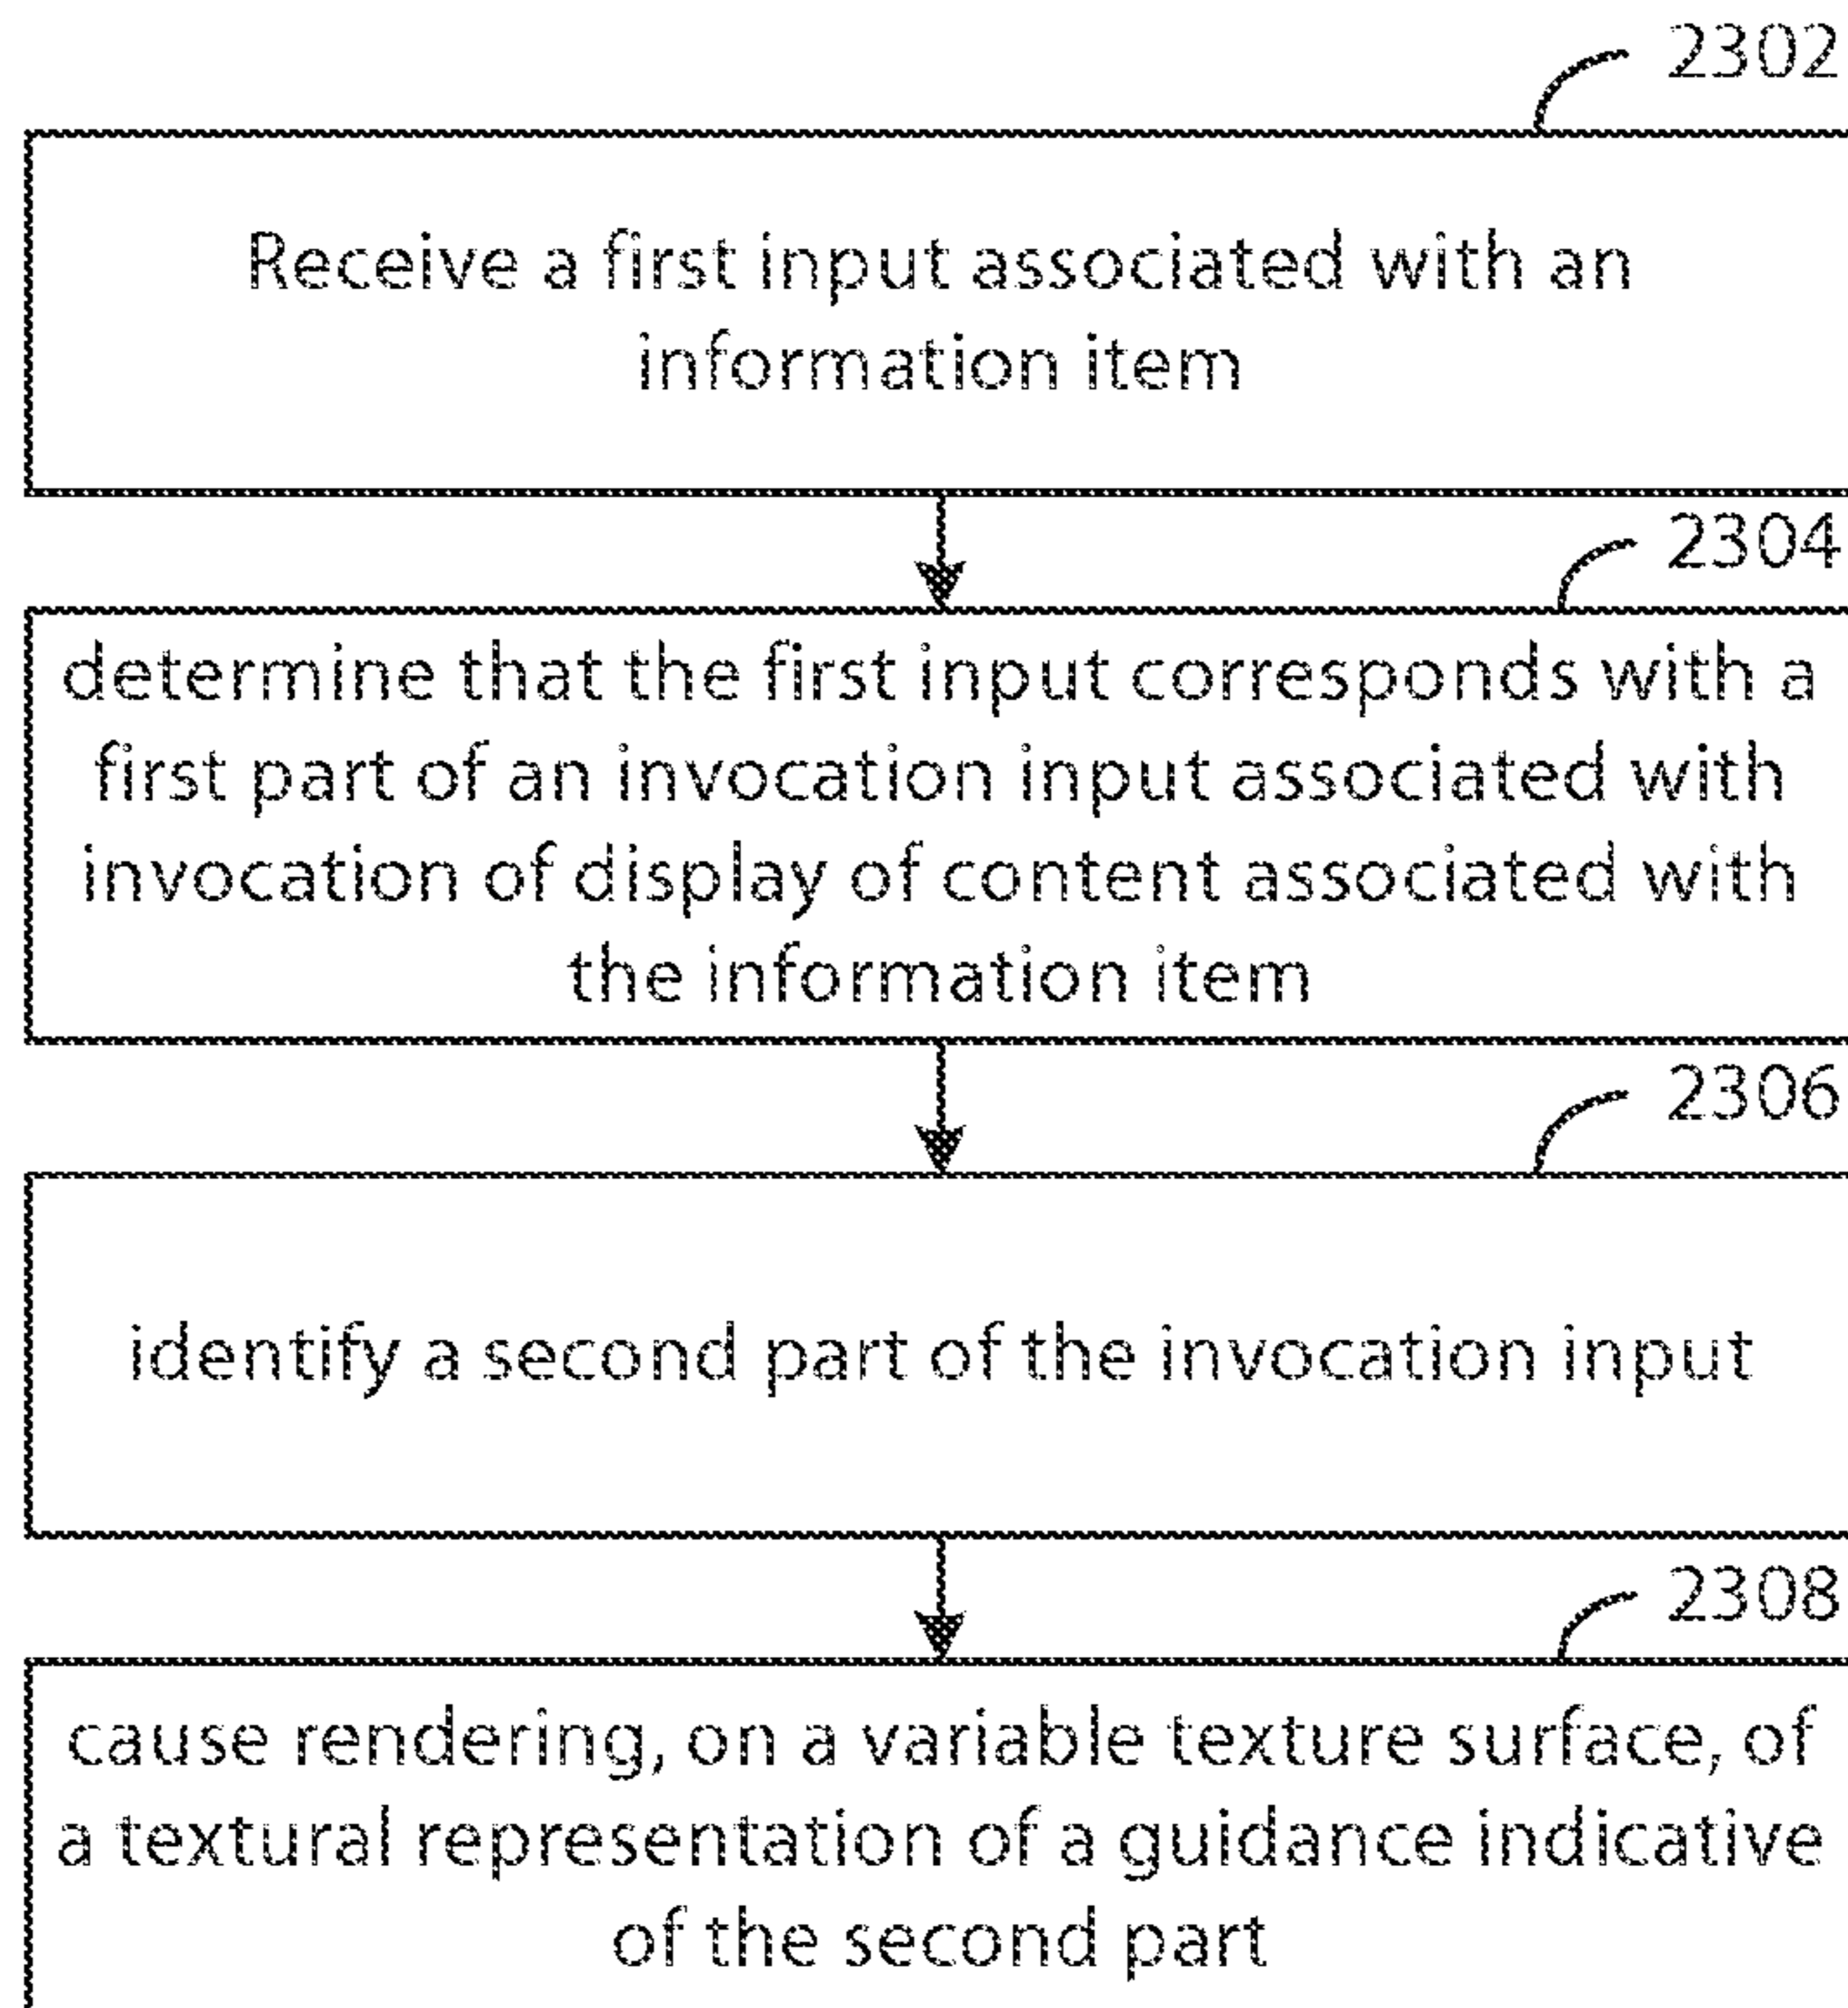 2302
Receive a first input associated with an
information item
2304
determine that the first input corresponds with a
first part of an invocation input associated with
invocation of display of content associated with
the information item
2306
identify a second part of the invocation input
2308
cause rendering, on a variable texture surface, of
a textural representation of a guidance indicative
of the second part